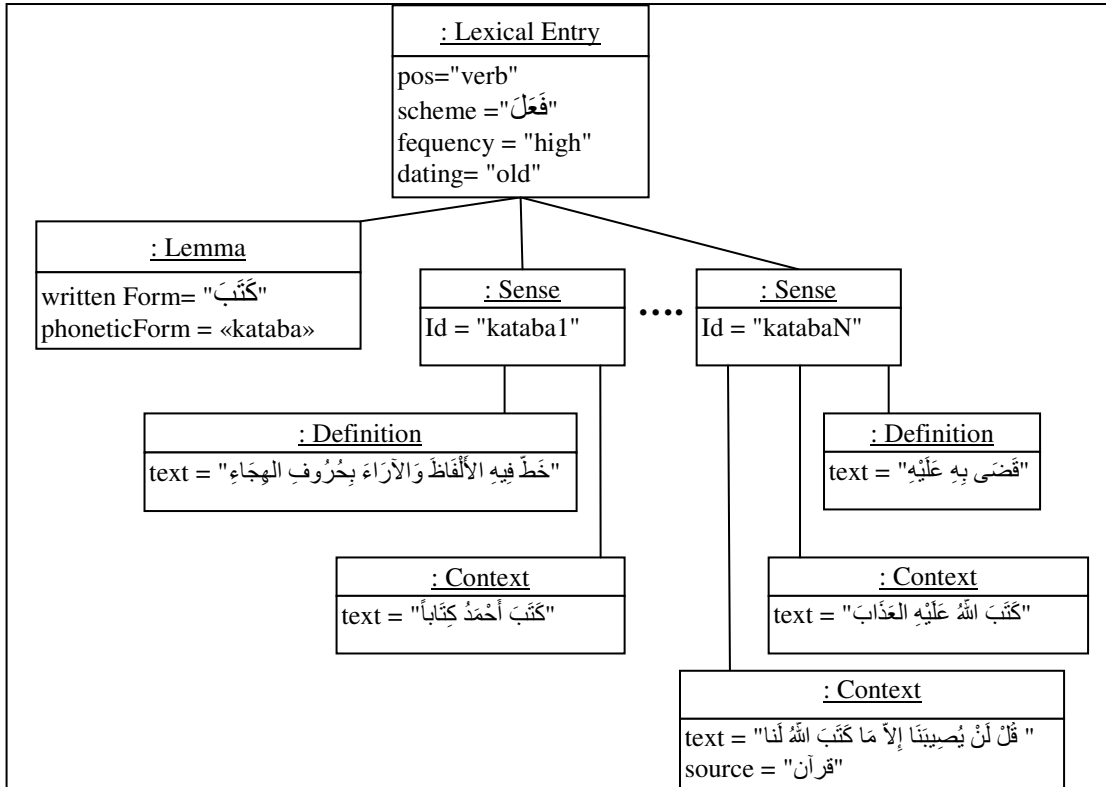 : Lexical Entry
pos="verb"
scheme ="فَعَلَ"
fequency = "high"
dating= "old"
: Lemma
written Form= "كَتَبَ"
phoneticForm = «kataba»
: Sense
Id = "kataba1"
....
: Sense
Id = "katabaN"
: Definition
text = "خَطّ فِيهِ الأَلْفَاظَ وَالآرَاءَ بِحُرُوفِ الهِجَاءِ"
: Definition
text = "قَضَى بِهِ عَلَيْهِ"
: Context
text = "كَتَبَ أَحْمَدُ كِتَاباً"
: Context
text = "كَتَبَ اللهُ عَلَيْهِ العَذَابَ"
: Context
text = "قُلْ لَنْ يُصِيبَنَا إِلاّ مَا كَتَبَ اللهُ لَنا "
source = "قرآن"